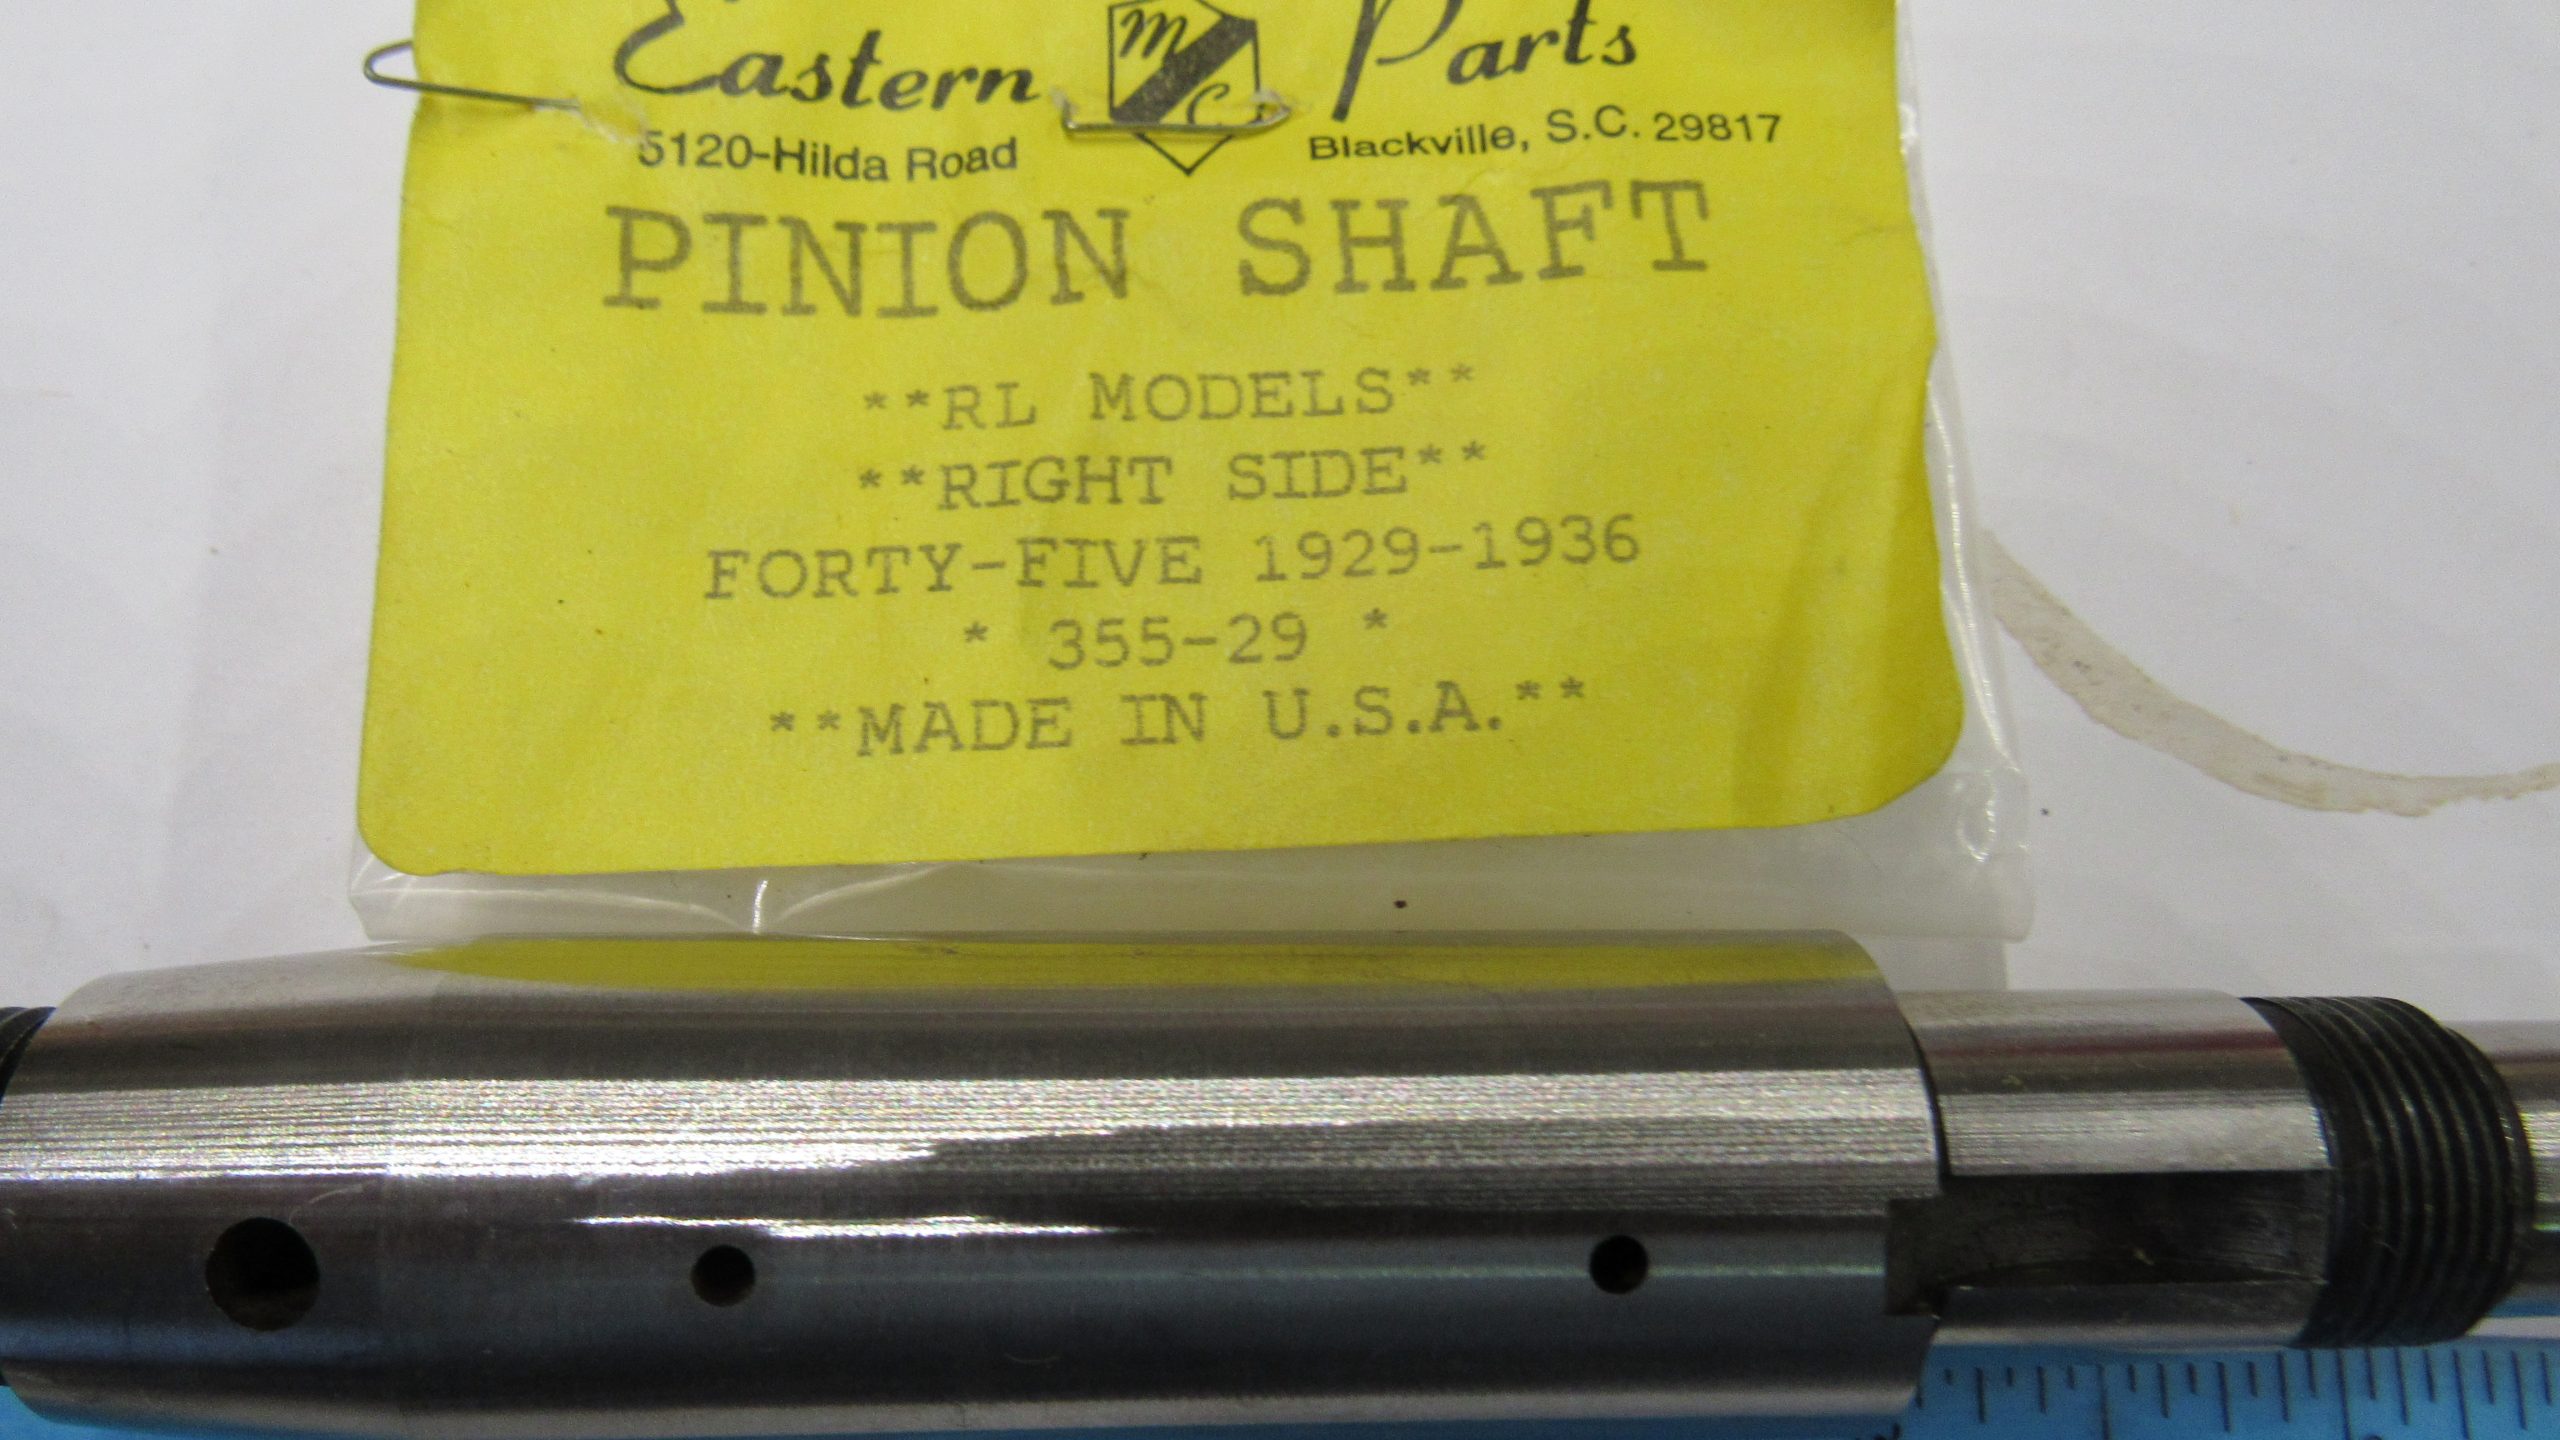 Eastern MC Parts
5120-Hilda Road Blackville, S.C. 29817
PINION SHAFT
**RL MODELS**
**RIGHT SIDE**
FORTY-FIVE 1929-1936
* 355-29 *
**MADE IN U.S.A.**